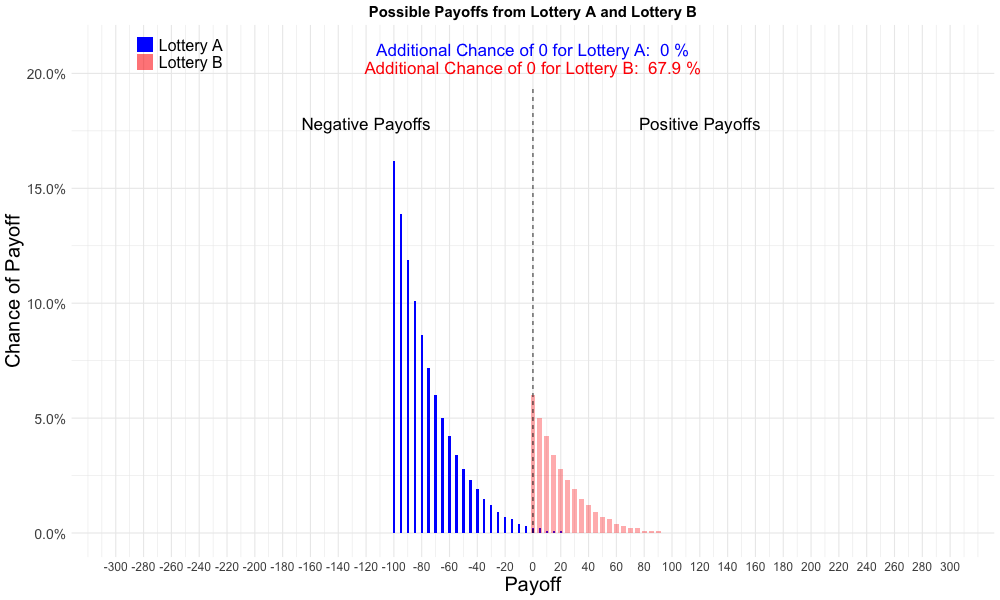 Possible Payoffs from Lottery A and Lottery B
Lottery A
Lottery B
Additional Chance of 0 for Lottery A:  0 %
Additional Chance of 0 for Lottery B:  67.9 %
Negative Payoffs
Positive Payoffs
20.0%
15.0%
10.0%
5.0%
0.0%
Chance of Payoff
-300 -280 -260 -240 -220 -200 -180 -160 -140 -120 -100 -80 -60 -40 -20 0 20 40 60 80 100 120 140 160 180 200 220 240 260 280 300
Payoff